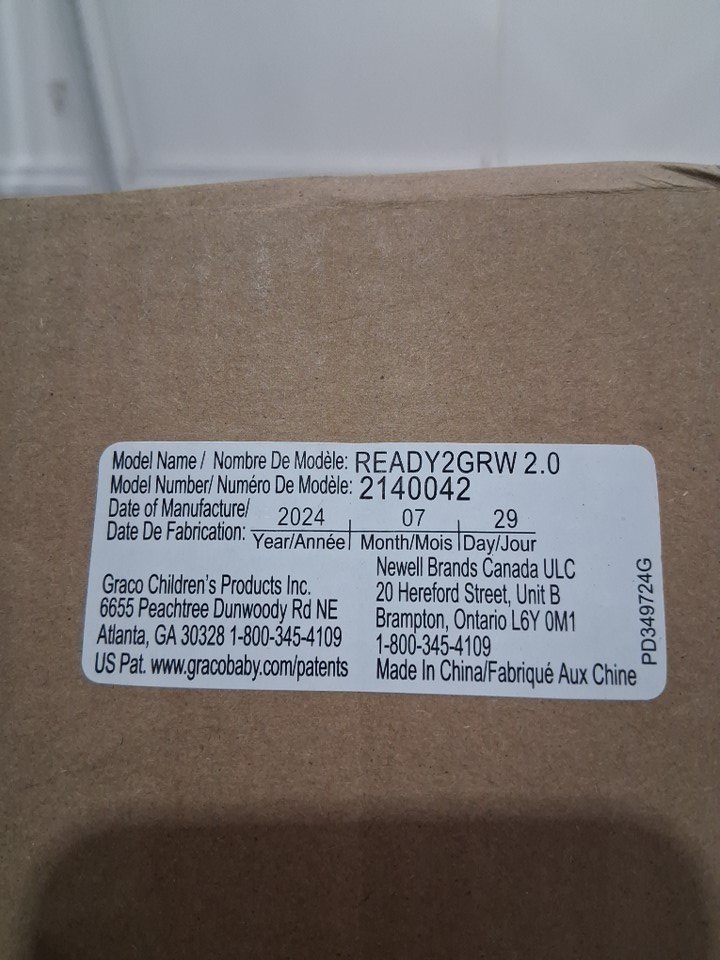 Model Name / Nombre De Modèle: READY2GRW 2.0
Model Number/ Numéro De Modèle: 2140042
Date of Manufacture/
Date De Fabrication: 2024 07 29
Year/Année Month/Mois Day/Jour
Graco Children's Products Inc.
6655 Peachtree Dunwoody Rd NE
Atlanta, GA 30328 1-800-345-4109
US Pat. www.gracobaby.com/patents
Newell Brands Canada ULC
20 Hereford Street, Unit B
Brampton, Ontario L6Y 0M1
1-800-345-4109
Made In China/Fabriqué Aux Chine
PD349724G